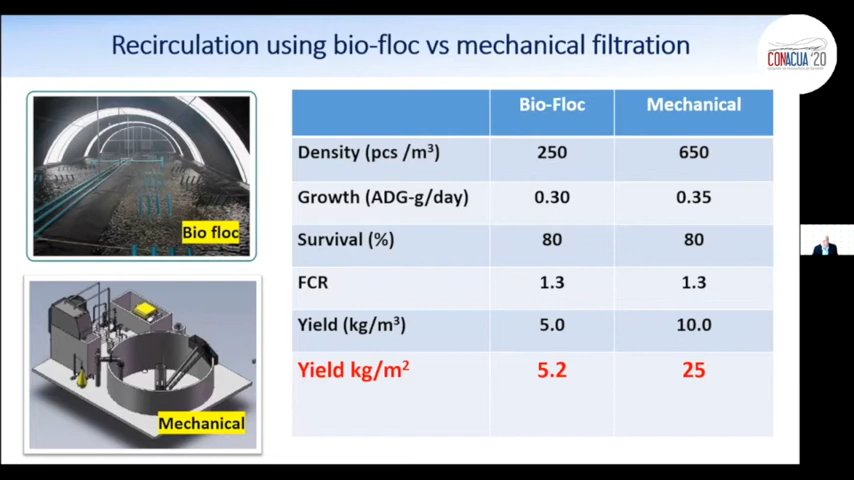 Recirculation using bio-floc vs mechanical filtration
CONACUA '20
Bio floc
Mechanical
Bio-Floc Mechanical
Density (pcs /m³) 250 650
Growth (ADG-g/day) 0.30 0.35
Survival (%) 80 80
FCR 1.3 1.3
Yield (kg/m³) 5.0 10.0
Yield kg/m² 5.2 25